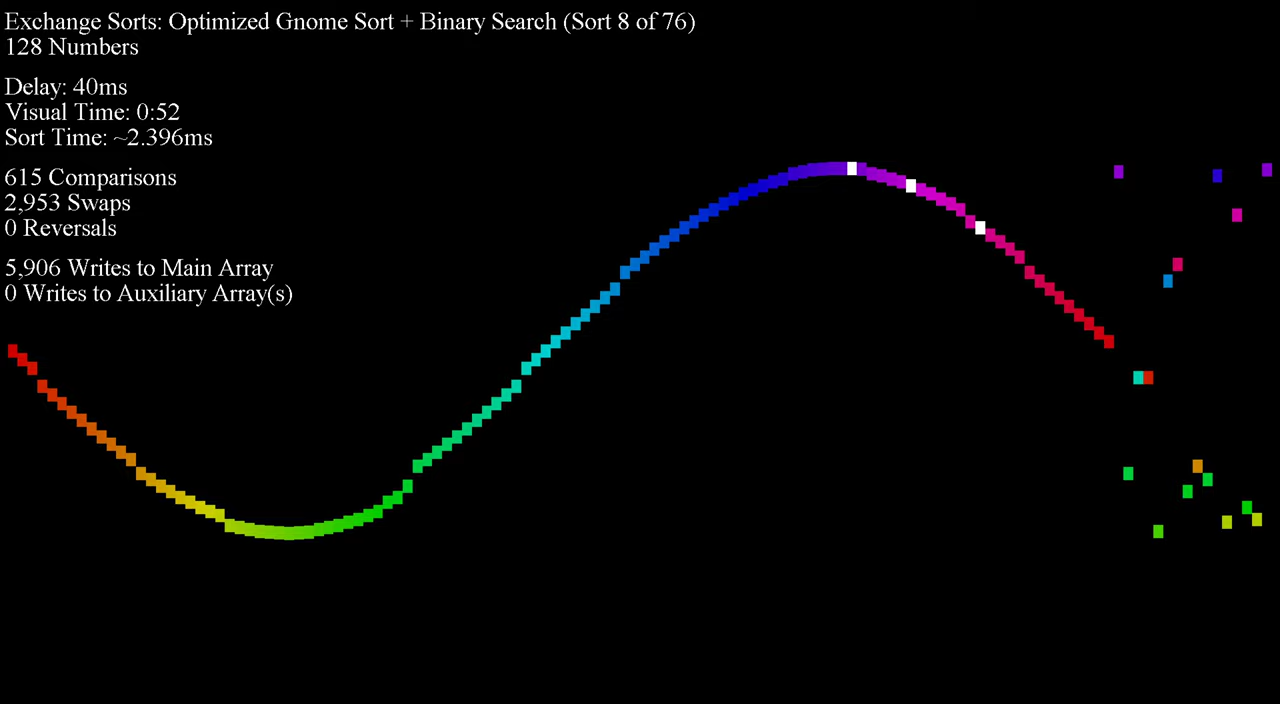 Exchange Sorts: Optimized Gnome Sort + Binary Search (Sort 8 of 76)
128 Numbers
Delay: 40ms
Visual Time: 0:52
Sort Time: ~2.396ms
615 Comparisons
2,953 Swaps
0 Reversals
5,906 Writes to Main Array
0 Writes to Auxiliary Array(s)